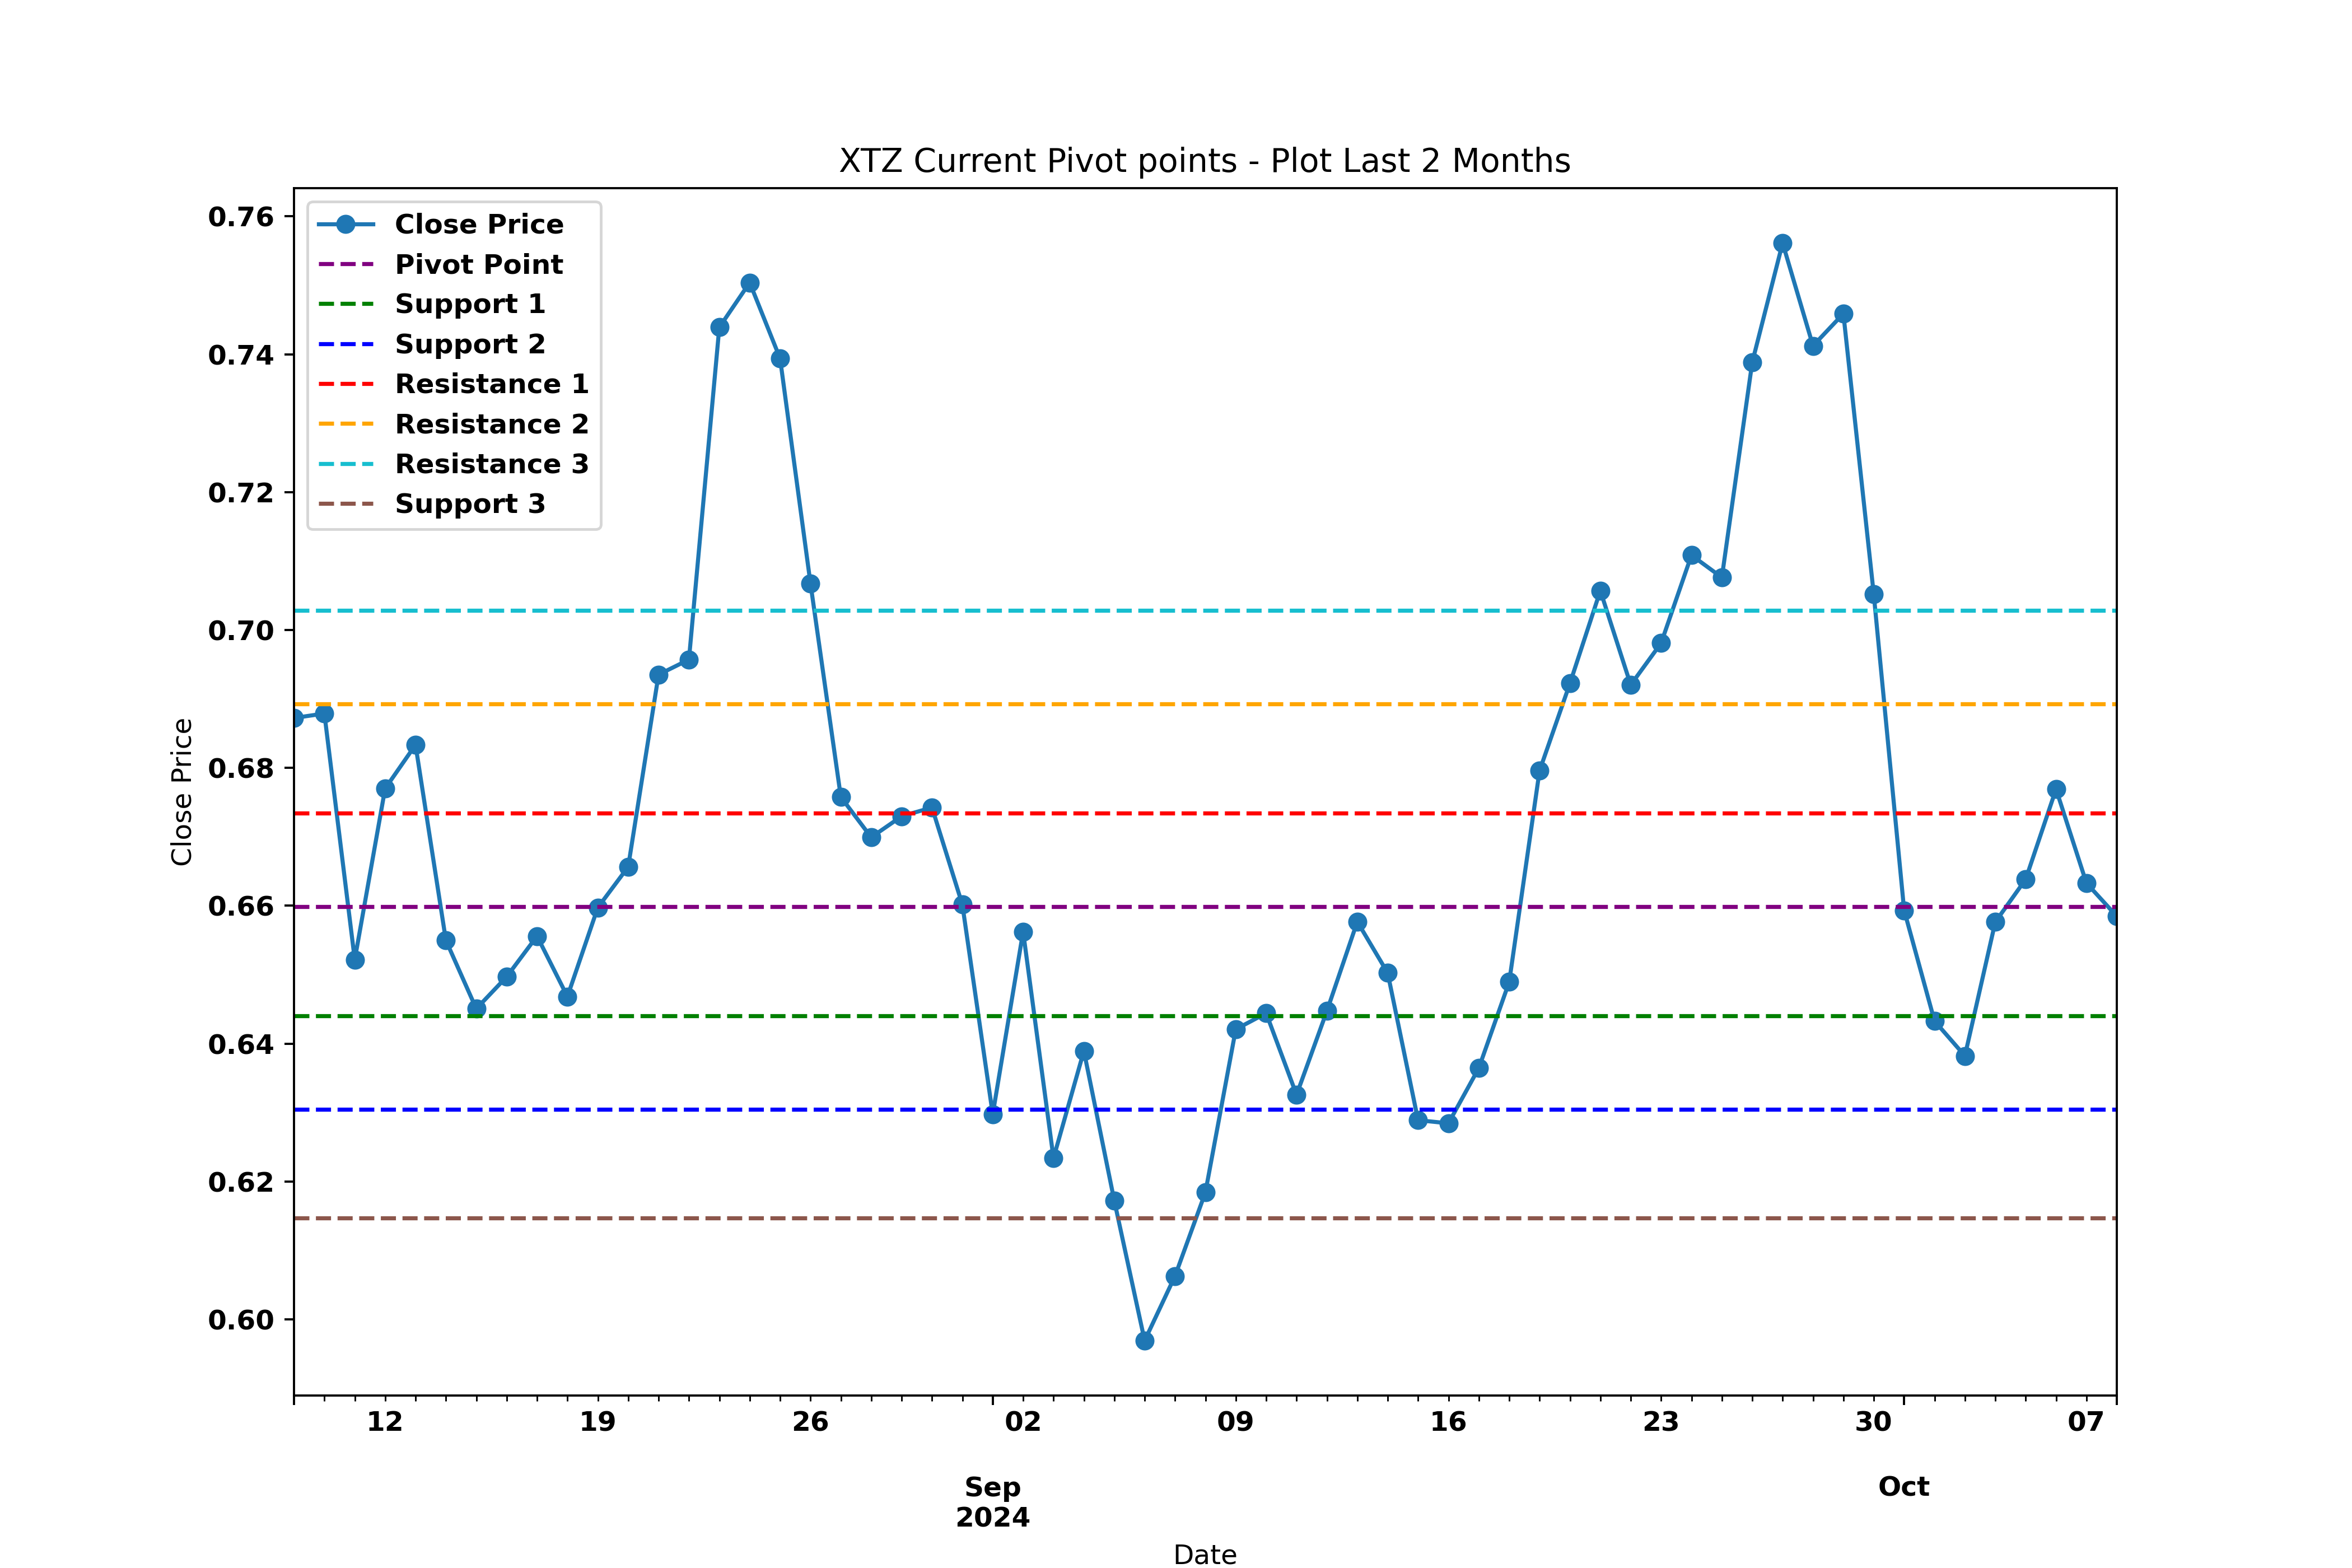 XTZ Current Pivot points - Plot Last 2 Months
Close Price
Pivot Point
Support 1
Support 2
Resistance 1
Resistance 2
Resistance 3
Support 3
0.76
0.74
0.72
0.70
0.68
0.66
0.64
0.62
0.60
Close Price
12 19 26 02 09 16 23 30 07
Sep Oct
2024
Date